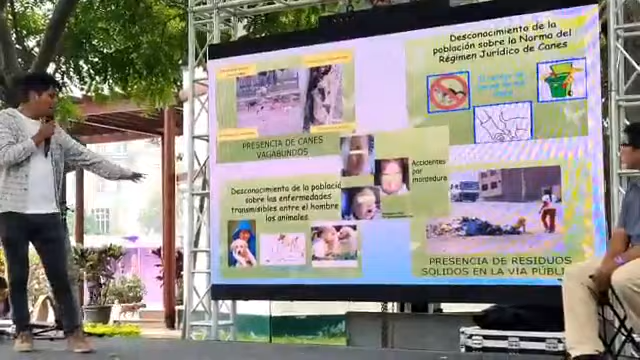 Desconocimiento de la
población sobre la Norma del
Régimen Jurídico de Canes
PRESENCIA DE CANES
VAGABUNDOS
Accidentes
por
mordedura
Desconocimiento de la población
sobre las enfermedades
transmisibles entre el hombre y
los animales.
PRESENCIA DE RESIDUOS
SOLIDOS EN LA VIA PÚBLICA